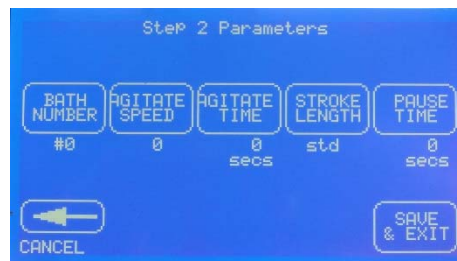 Step 2 Parameters
BATH NUMBER
AGITATE SPEED
AGITATE TIME
STROKE LENGTH
PAUSE TIME
#0
0
0 secs
std
0 secs
CANCEL
SAVE & EXIT